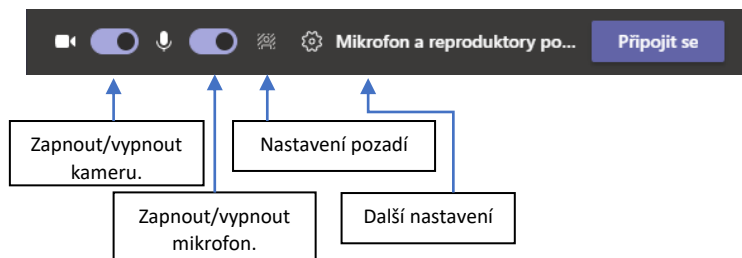 Mikrofon a reproduktory po... Připojit se
Zapnout/vypnout
kameru.
Nastavení pozadí
Zapnout/vypnout
mikrofon.
Další nastavení